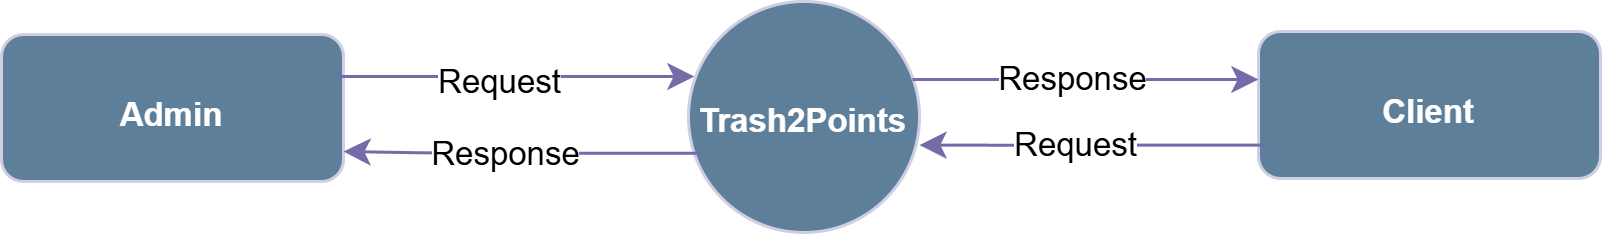 Admin
Request
Response
Trash2Points
Response
Request
Client